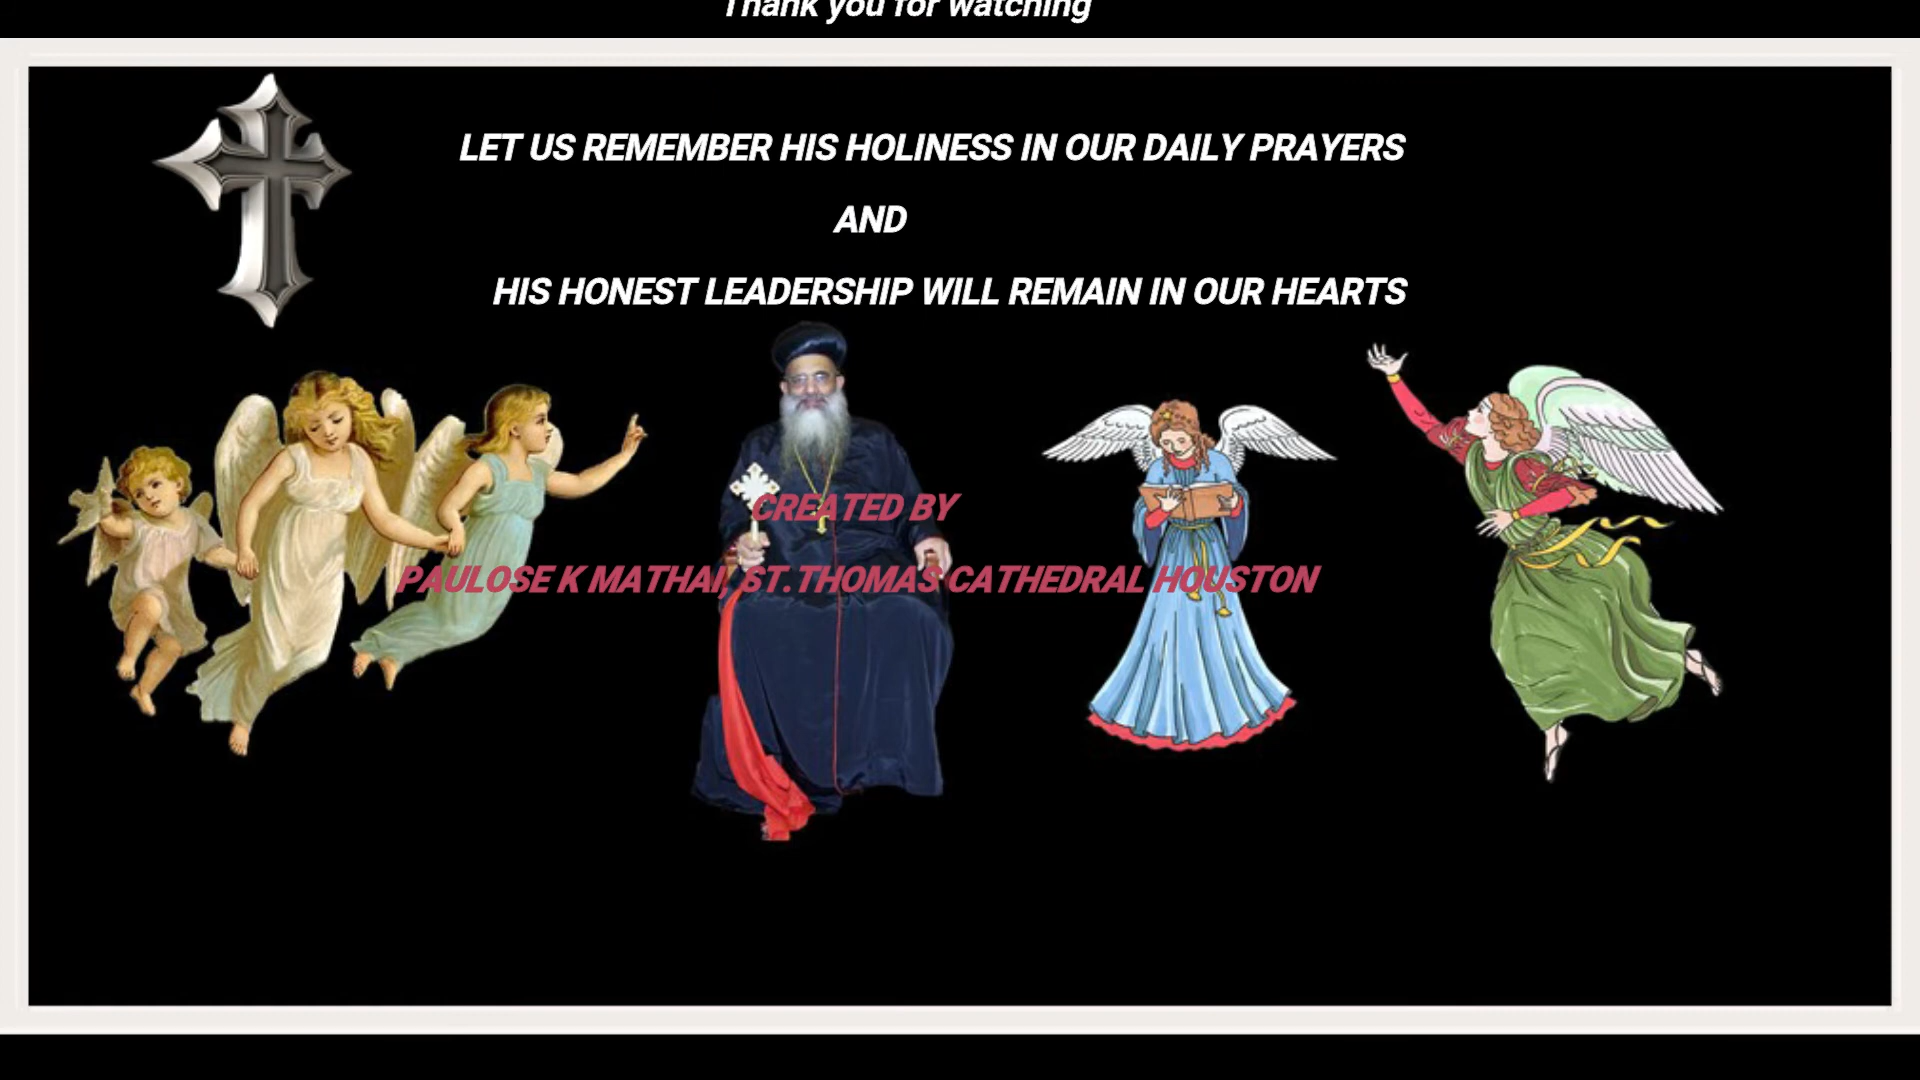 Thank you for watching
LET US REMEMBER HIS HOLINESS IN OUR DAILY PRAYERS
AND
HIS HONEST LEADERSHIP WILL REMAIN IN OUR HEARTS
CREATED BY
PAULOSE K MATHAI, ST.THOMAS CATHEDRAL HOUSTON